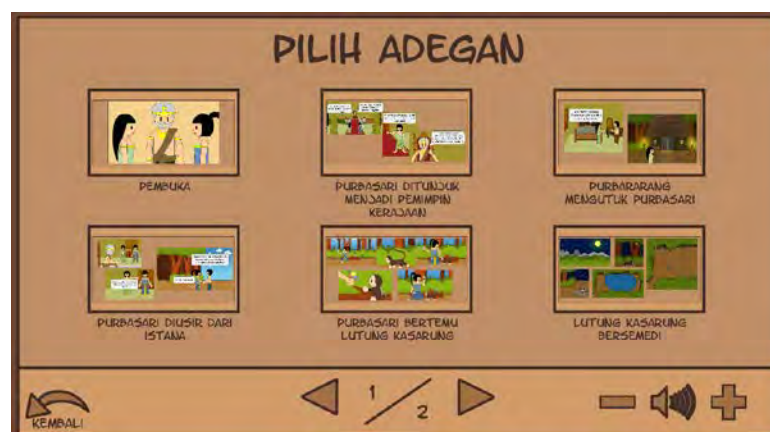 PILIH ADEGAN
PEMBUKA
PURBASARI DITUNJUK
MENJADI PEMIMPIN
KERAJAAN
PURBARARANG
MENGUTUK PURBASARI
PURBASARI DIUSIR DARI
ISTANA
PURBASARI BERTEMU
LUTUNG KASARUNG
LUTUNG KASARUNG
BERSEMEDI
KEMBALI
1/2